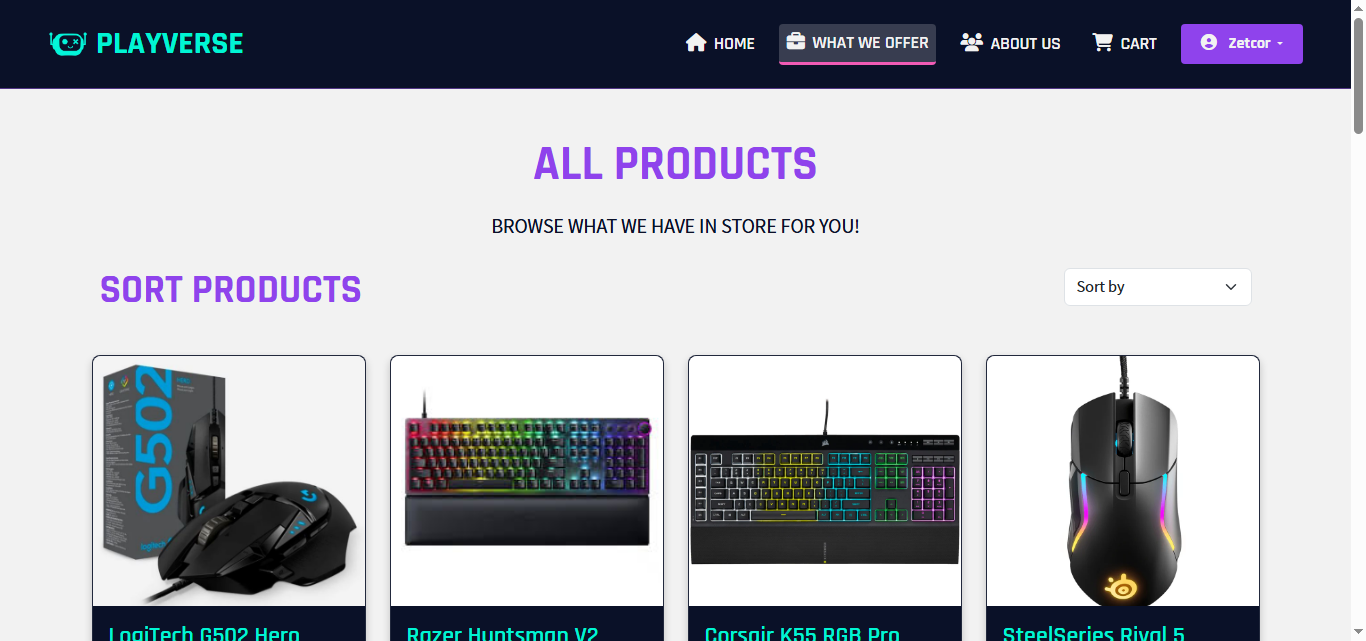 PLAYVERSE
HOME
WHAT WE OFFER
ABOUT US
CART
Zetcor
ALL PRODUCTS
BROWSE WHAT WE HAVE IN STORE FOR YOU!
SORT PRODUCTS
Sort by
G502
logitech
LogiTech G502 Hero
Razer Huntsman V2
Corsair K55 RGB Pro
SteelSeries Rival 5